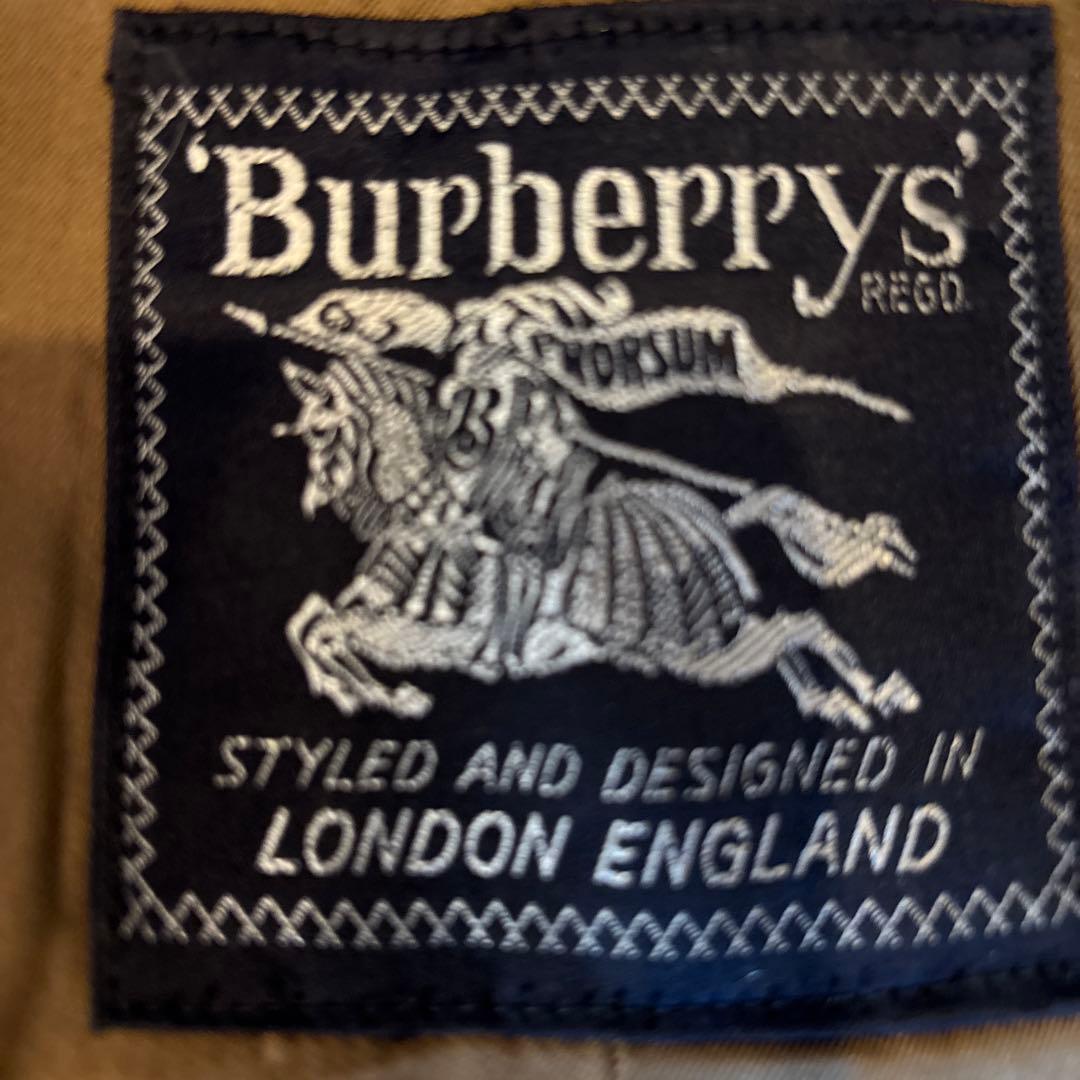 'Burberrys'
REGD.
PRORSUM
B
STYLED AND DESIGNED IN
LONDON ENGLAND